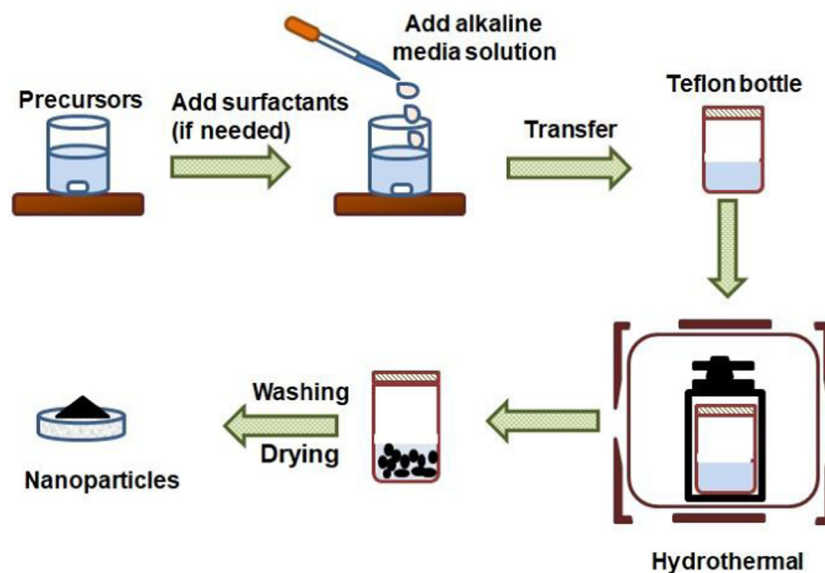 Precursors
Add surfactants
(if needed)
Add alkaline
media solution
Transfer
Teflon bottle
Hydrothermal
Washing
Drying
Nanoparticles